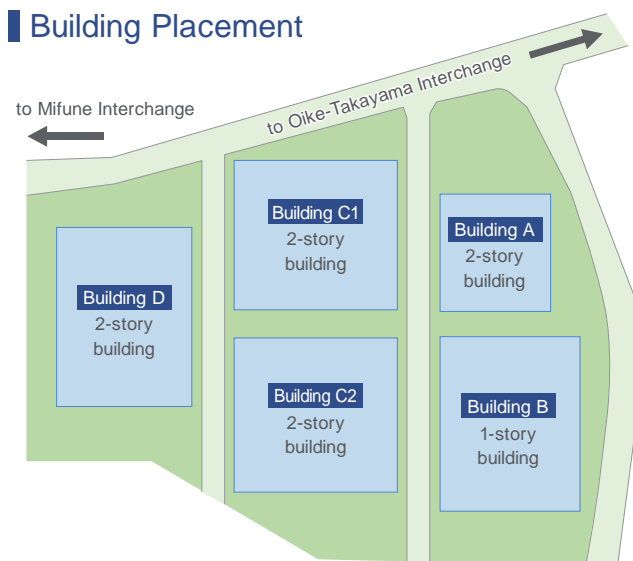 Building Placement
to Mifune Interchange
to Oike-Takayama Interchange
Building C1
2-story
building
Building A
2-story
building
Building D
2-story
building
Building C2
2-story
building
Building B
1-story
building